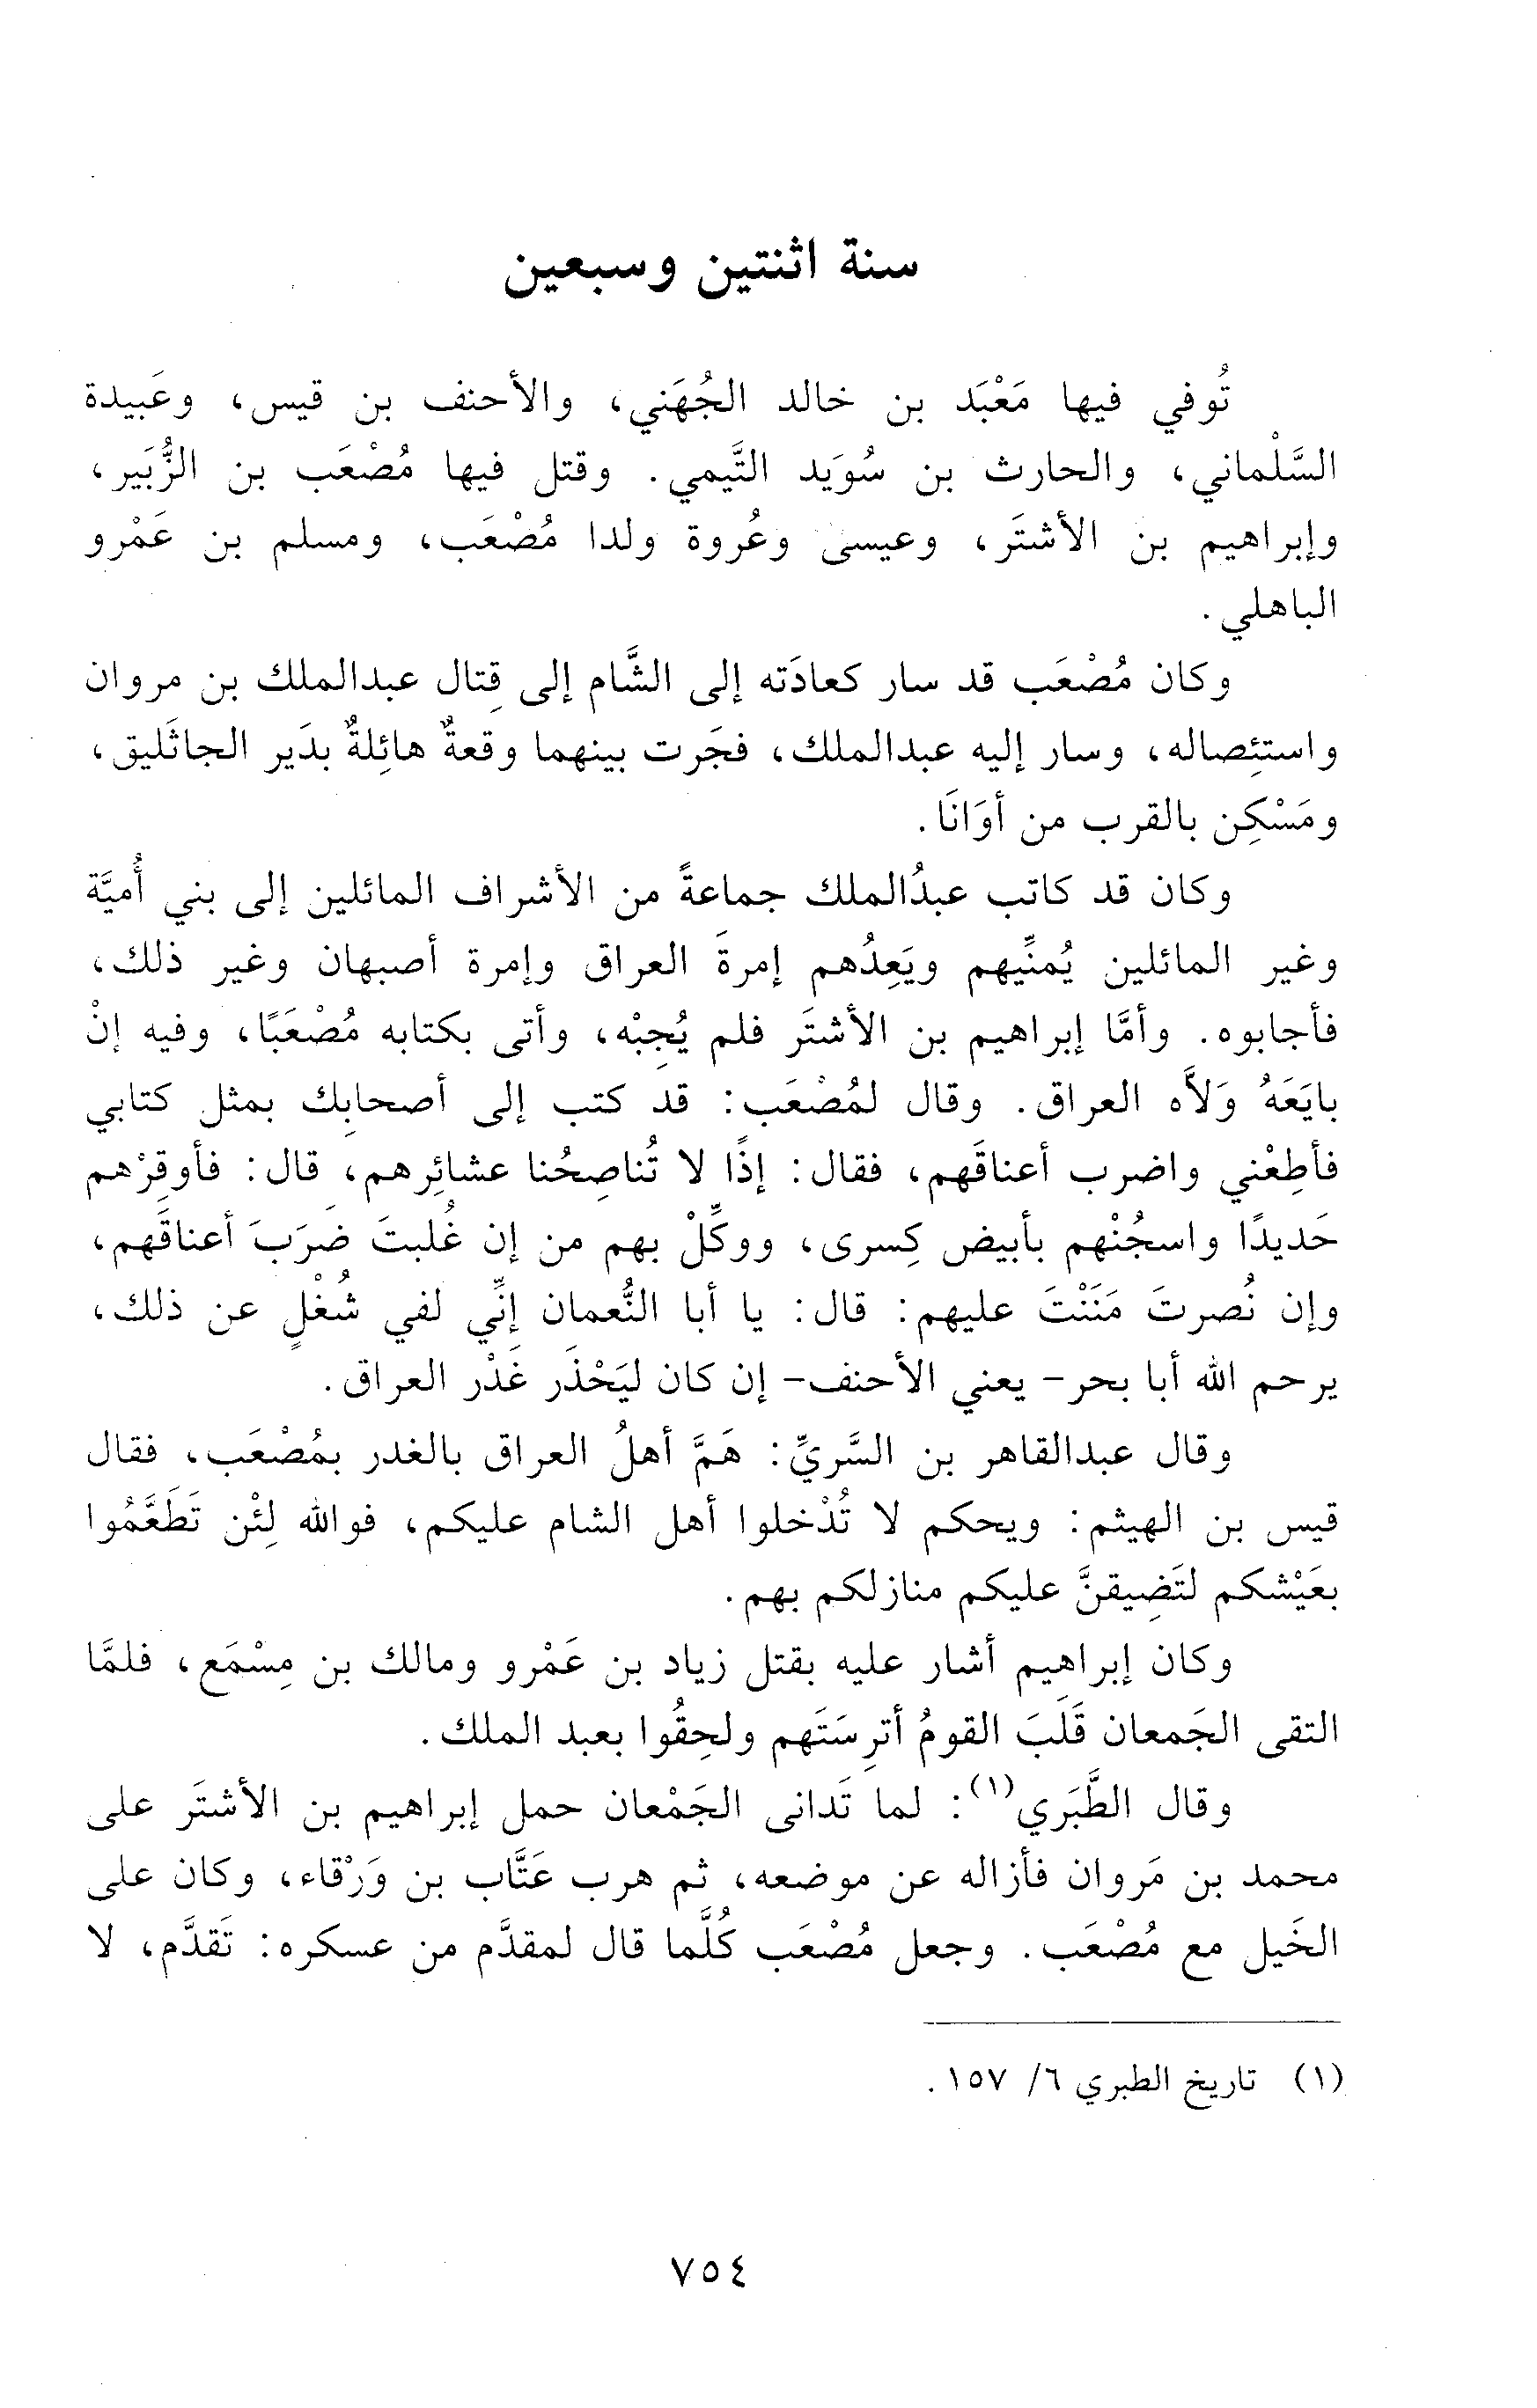 سنة اثنتين وسبعين
تُوفي فيها مَعْبَد بن خالد الجُهَني، والأحنف بن قيس، وعَبيدة
السَّلْماني، والحارث بن سُوَيد التَّيمي. وقتل فيها مُصْعَب بن الزُّبَير،
وإبراهيم بن الأشتَر، وعيسى وعُروة ولدا مُصْعَب، ومسلم بن عَمْرو
الباهلي.
وكان مُصْعَب قد سار كعادَته إلى الشَّام إلى قِتال عبدالملك بن مروان
واستئِصاله، وسار إليه عبدالملك، فجَرت بينهما وقعةٌ هائِلةٌ بدَير الجاثَليق،
ومَسْكِن بالقرب من أوَانَا.
وكان قد كاتب عبدُالملك جماعةً من الأشراف المائلين إلى بني أُميَّة
وغير المائلين يُمنِّيهم ويَعِدُهم إمرةَ العراق وإمرة أصبهان وغير ذلك،
فأجابوه. وأمَّا إبراهيم بن الأشتَر فلم يُجِبْه، وأتى بكتابه مُصْعَبًا، وفيه إنْ
بايَعَهُ وَلاَّه العراق. وقال لمُصْعَب: قد كتب إلى أصحابِك بمثل كتابي
فأطِعْني واضرب أعناقَهم، فقال: إذًا لا تُناصِحُنا عشائِرهم، قال: فأوقِرْهم
حَديدًا واسجُنْهم بأبيض كِسرى، ووكِّلْ بهم من إن غُلبتَ ضَرَبَ أعناقَهم،
وإن نُصرتَ مَنَنْتَ عليهم: قال: يا أبا النُّعمان إنِّي لفي شُغْلٍ عن ذلك،
يرحم الله أبا بحر- يعني الأحنف- إن كان ليَحْذَر غَدْر العراق.
وقال عبدالقاهر بن السَّريِّ: هَمَّ أهلُ العراق بالغدر بمُصْعَب، فقال
قيس بن الهيثم: ويحكم لا تُدْخلوا أهل الشام عليكم، فوالله لِئْن تَطَعَّمُوا
بعَيْشكم لتَضِيقنَّ عليكم منازلكم بهم.
وكان إبراهِيم أشار عليه بقتل زياد بن عَمْرو ومالك بن مِسْمَع، فلمَّا
التقى الجَمعان قَلَبَ القومُ أترِسَتَهم ولحِقُوا بعبد الملك.
وقال الطَّبَري(١): لما تَدانى الجَمْعان حمل إبراهيم بن الأشتَر على
محمد بن مَروان فأزاله عن موضعه، ثم هرب عَتَّاب بن وَرْقاء، وكان على
الخَيل مع مُصْعَب. وجعل مُصْعَب كُلَّما قال لمقدَّم من عسكره: تَقدَّم، لا
(١) تاريخ الطبري ٦/ ١٥٧.
٧٥٤